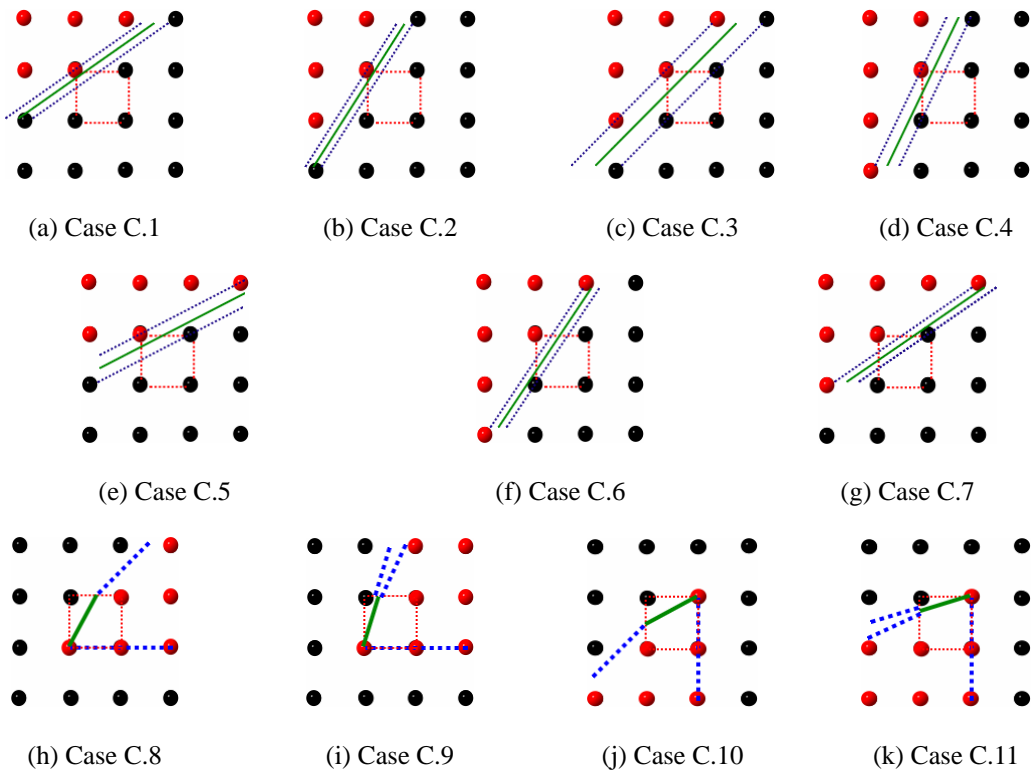 (a) Case C.1
(b) Case C.2
(c) Case C.3
(d) Case C.4
(e) Case C.5
(f) Case C.6
(g) Case C.7
(h) Case C.8
(i) Case C.9
(j) Case C.10
(k) Case C.11